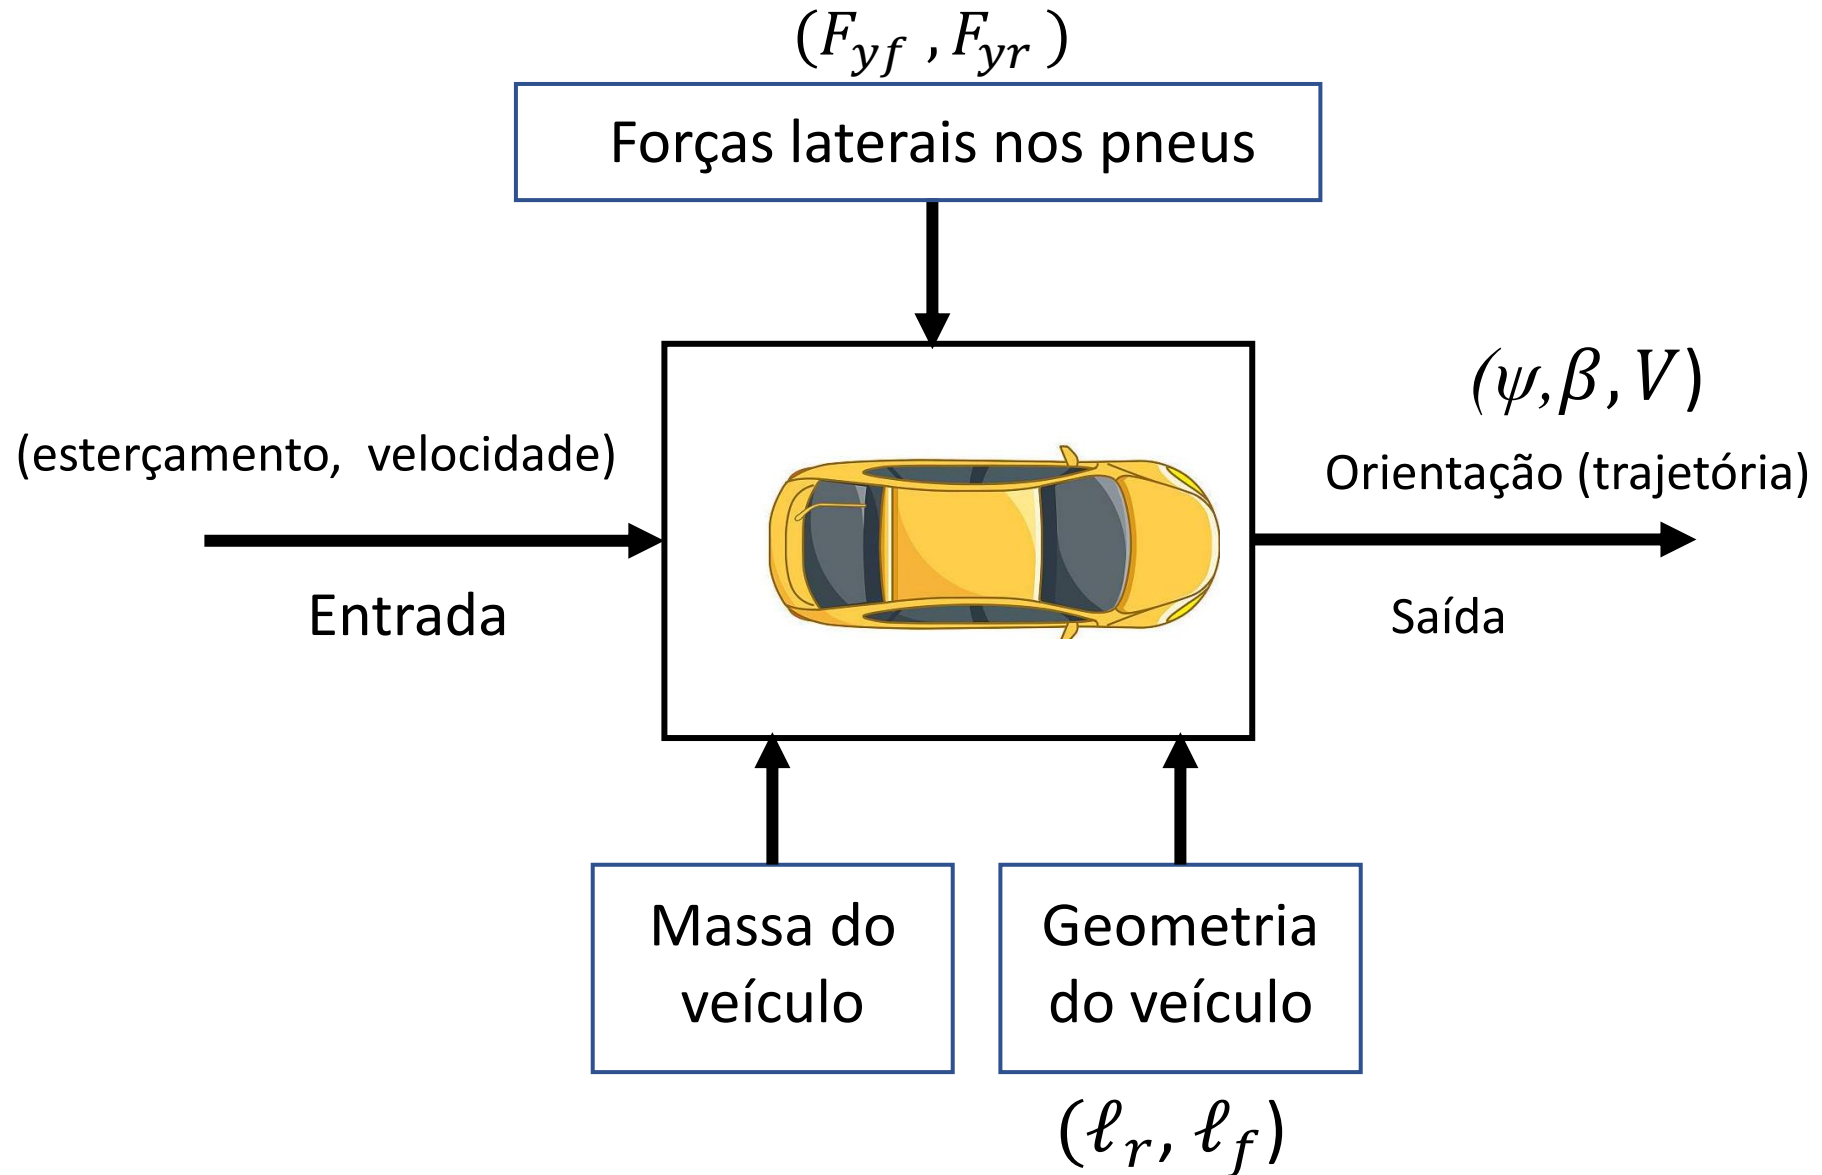 (F_yf , F_yr )
Forças laterais nos pneus
(ψ, β, V)
(esterçamento, velocidade)
Orientação (trajetória)
Entrada
Saída
Massa do
veículo
Geometria
do veículo
(ℓ_r, ℓ_f)